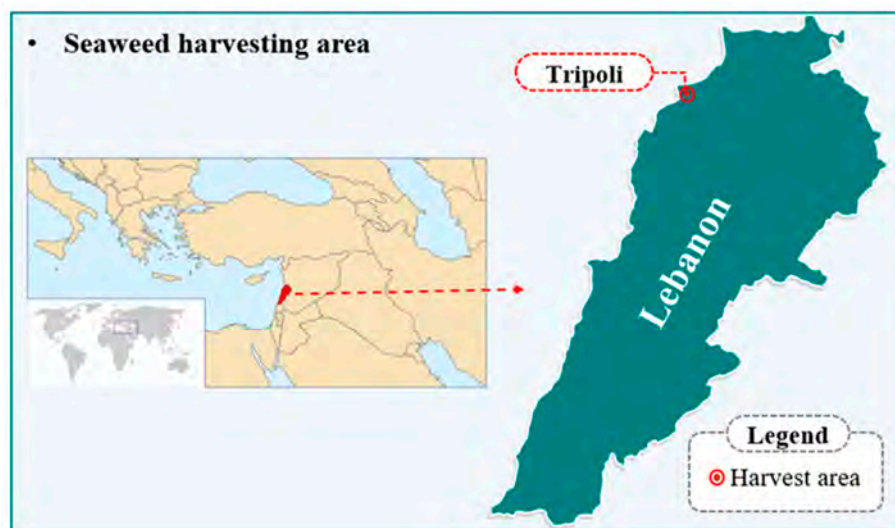 • Seaweed harvesting area
Tripoli
Lebanon
Legend
Harvest area